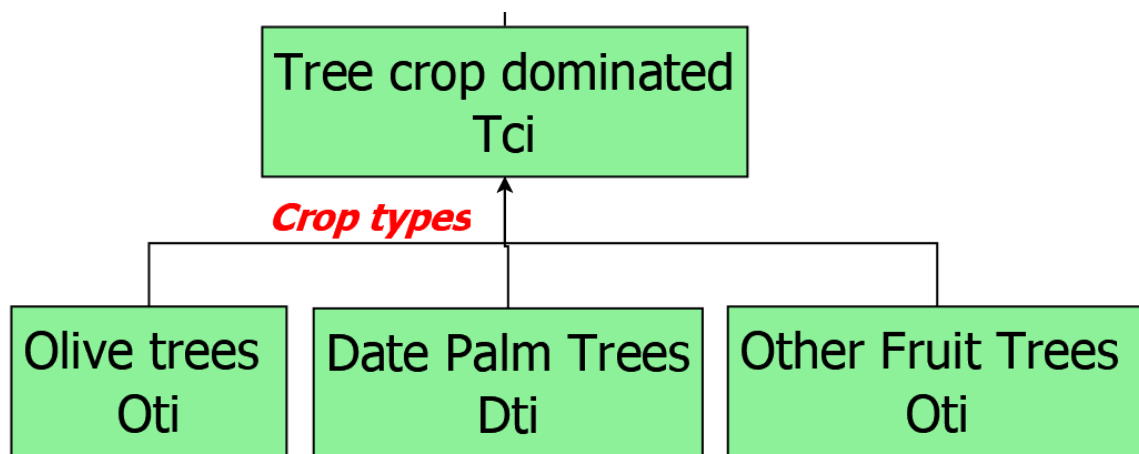 Tree crop dominated
Tci
Crop types
Olive trees
Oti
Date Palm Trees
Dti
Other Fruit Trees
Oti